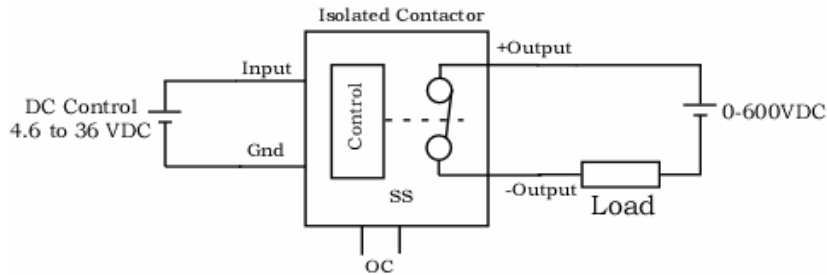 Isolated Contactor
Input
+Output
DC Control
4.6 to 36 VDC
Control
0-600VDC
Gnd
SS
-Output
Load
OC